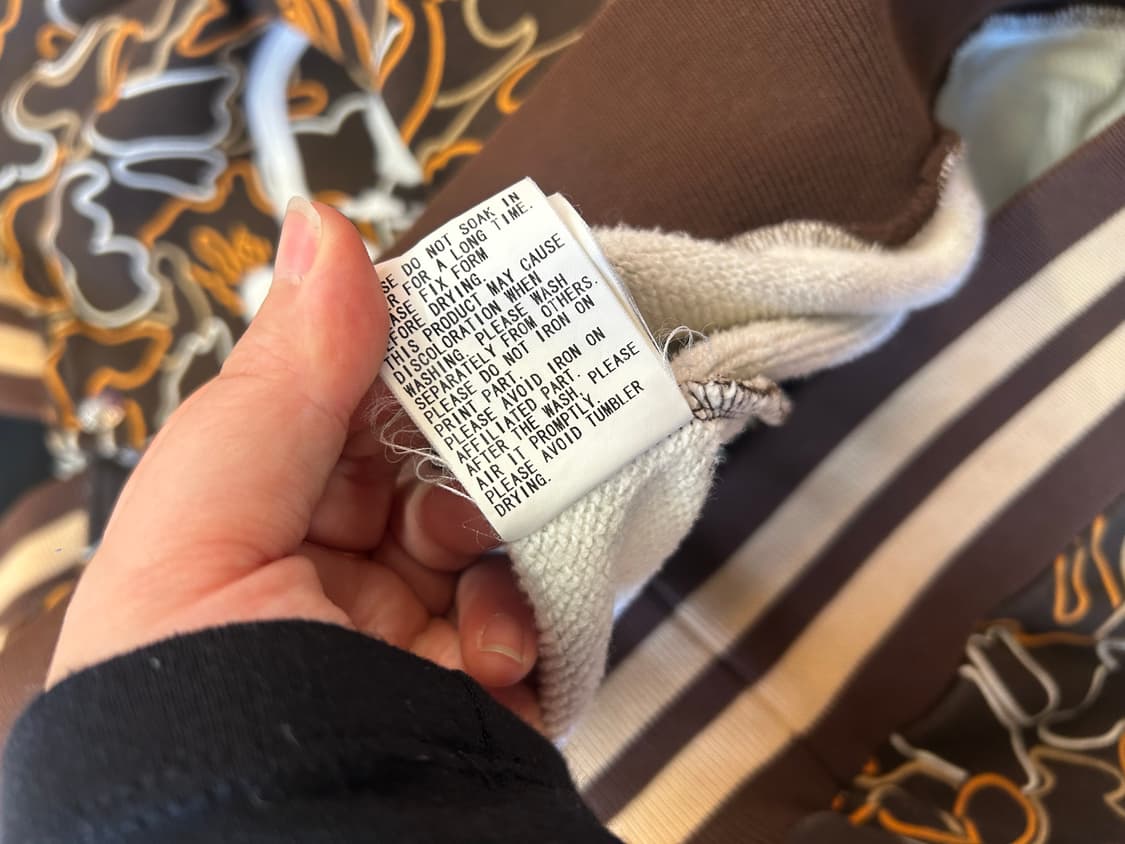 SE DO NOT SOAK IN
R FOR A LONG TIME.
ASE FIX FORM
EFORE DRYING.
THIS PRODUCT MAY CAUSE
DISCOLORATION WHEN
WASHING. PLEASE WASH
SEPARATELY FROM OTHERS.
PLEASE DO NOT IRON ON
PRINT PART.
PLEASE AVOID IRON ON
AFFILIATED PART.
AFTER THE WASH, PLEASE
AIR IT PROMPTLY
PLEASE AVOID TUMBLER
DRYING.